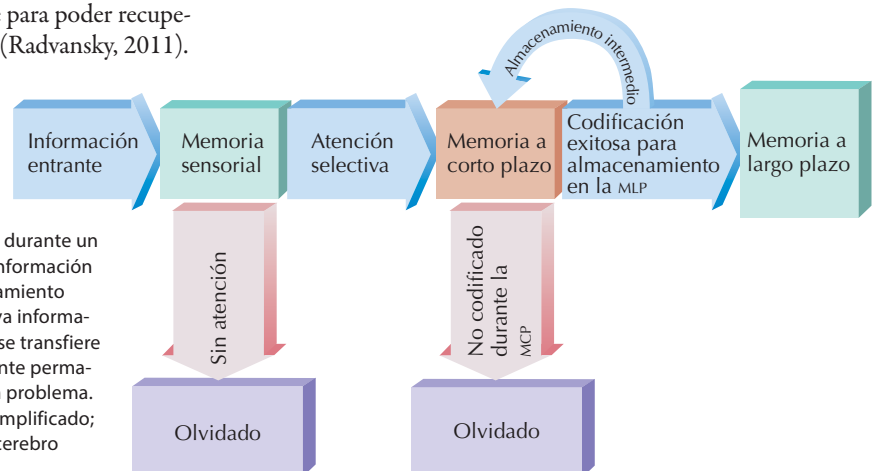 e para poder recupe-
(Radvansky, 2011).
Almacenamiento intermedio
Información
entrante
Memoria
sensorial
Atención
selectiva
Memoria a
corto plazo
Codificación
exitosa para
almacenamiento
en la MLP
Memoria a
largo plazo
Sin atención
No codificado
durante la
MCP
Olvidado
Olvidado
durante un
nformación
amiento
va informa-
se transfiere
nte perma-
problema.
mplificado;
erebro